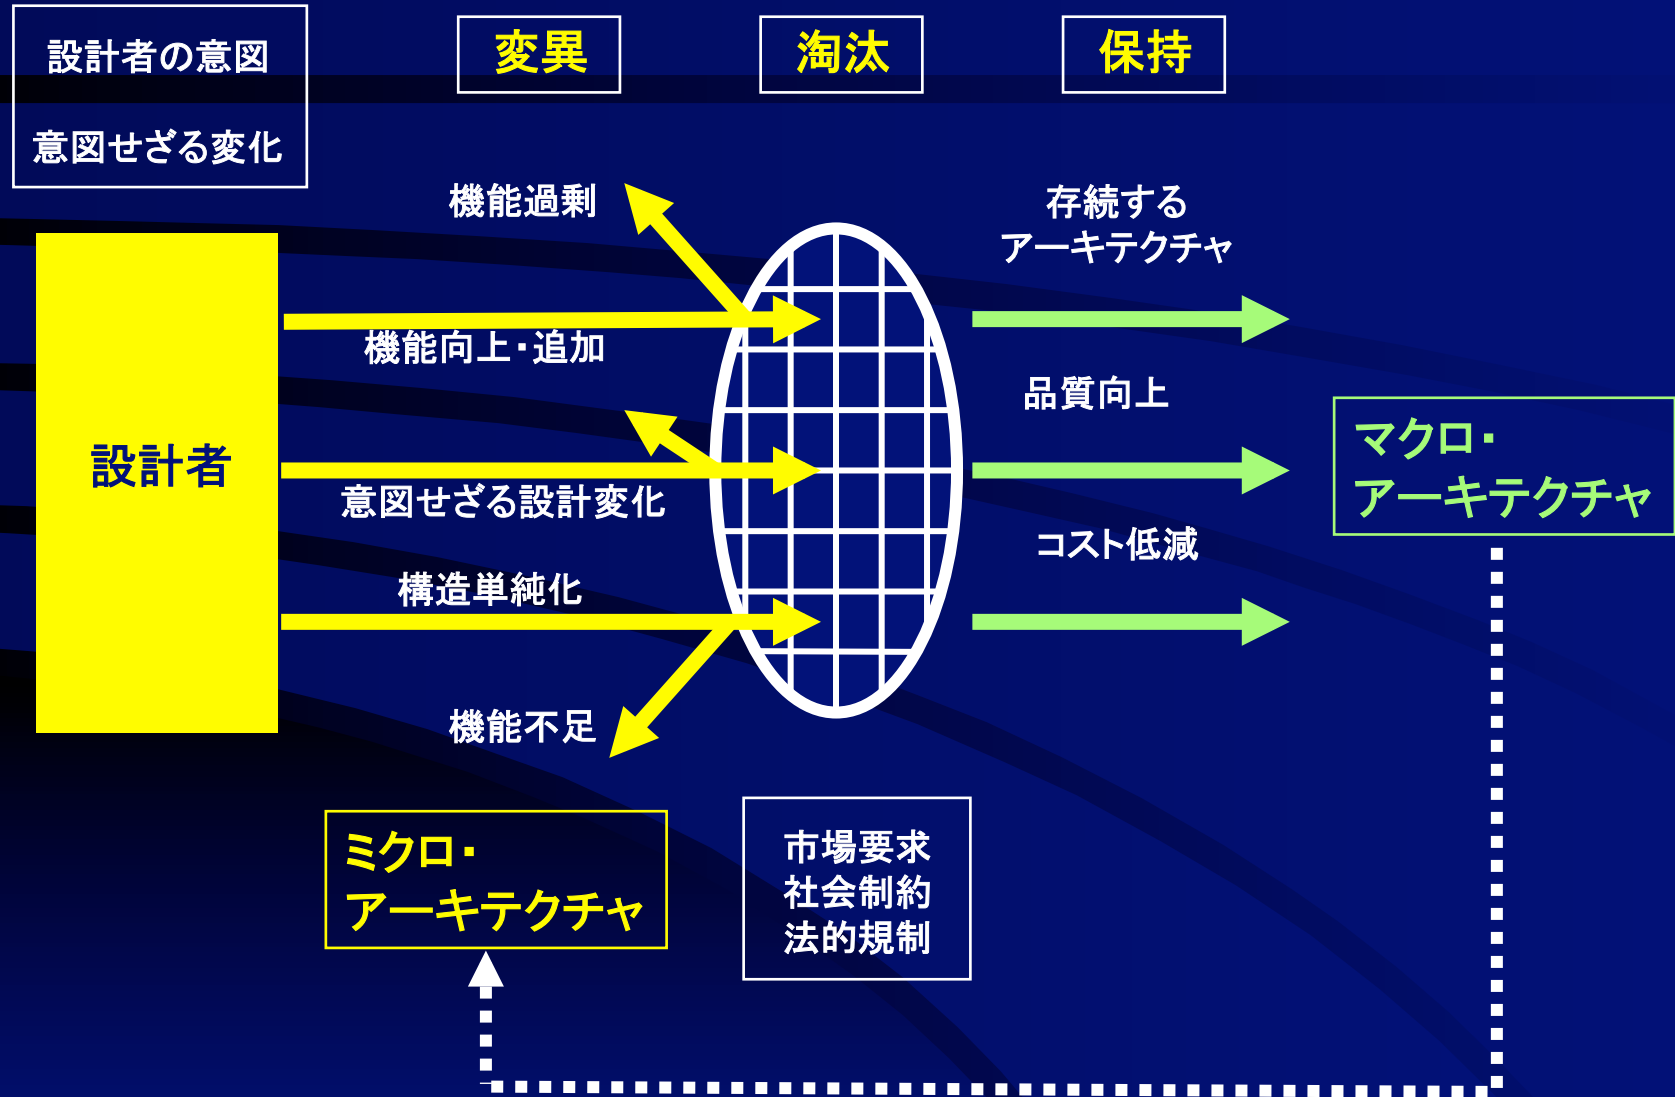 設計者の意図
意図せざる変化
変異
淘汰
保持
機能過剰
存続する
アーキテクチャ
機能向上・追加
品質向上
設計者
マクロ・
アーキテクチャ
意図せざる設計変化
コスト低減
構造単純化
機能不足
ミクロ・
アーキテクチャ
市場要求
社会制約
法的規制